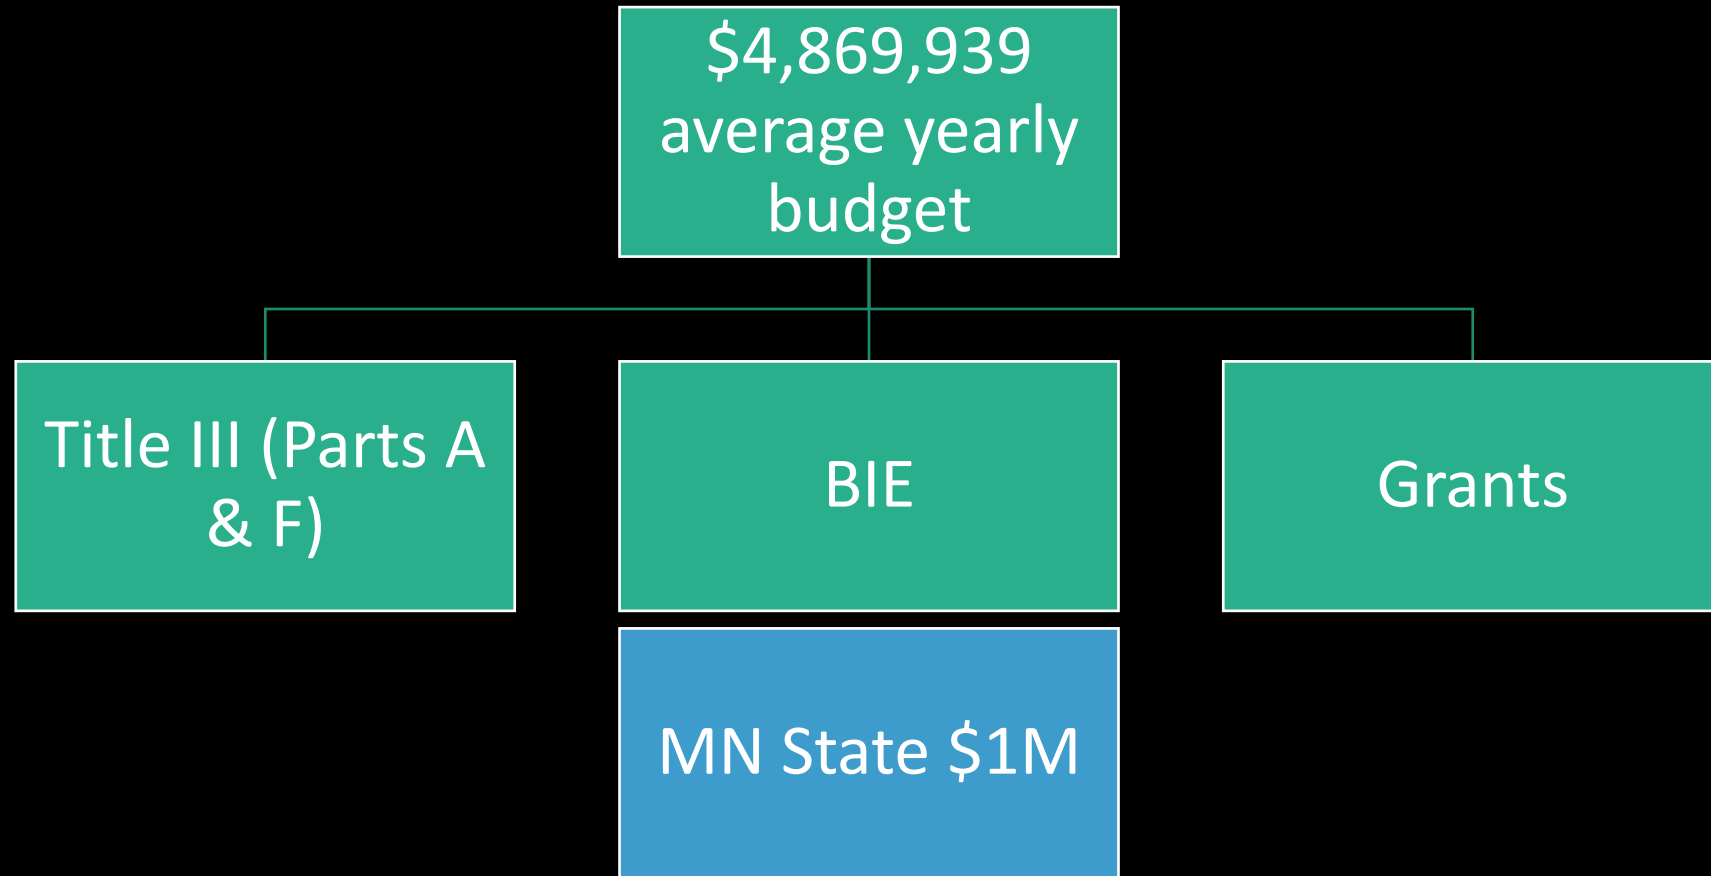 $4,869,939
average yearly
budget
Title III (Parts A
& F)
BIE
Grants
MN State $1M